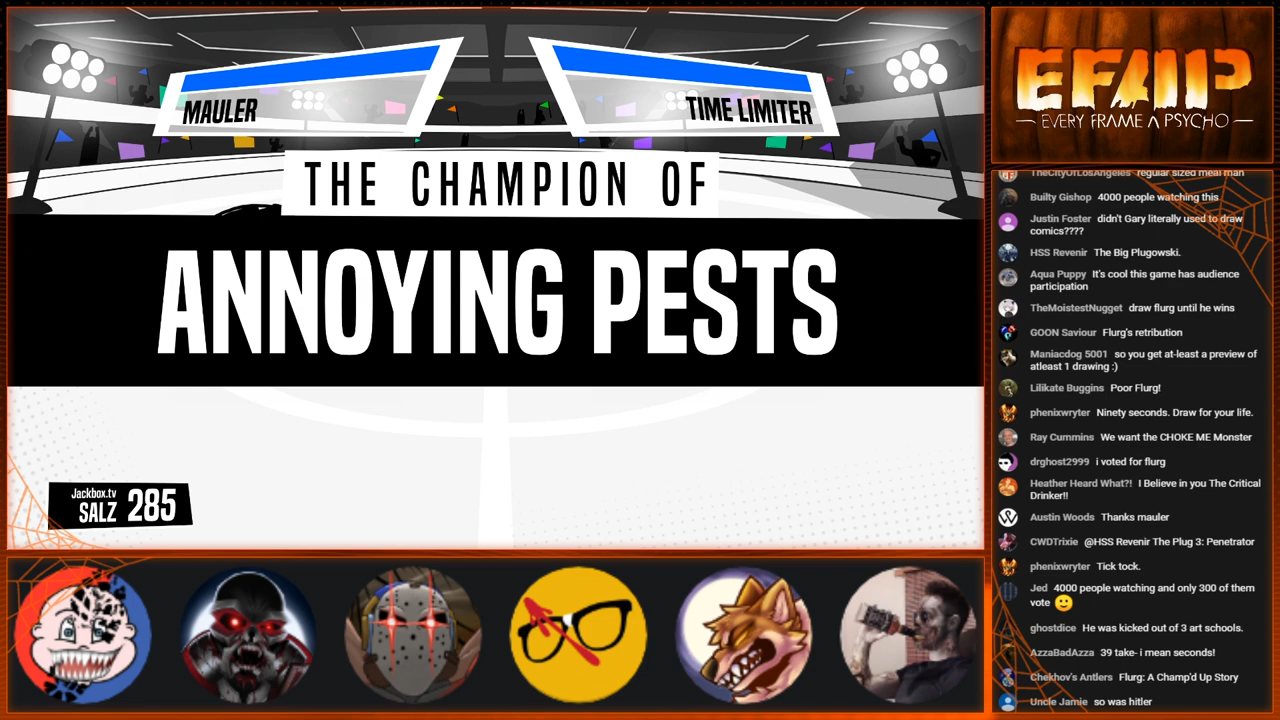 MAULER
TIME LIMITER
THE CHAMPION OF
ANNOYING PESTS
Jackbox.tv
SALZ 285
EFAP
EVERY FRAME A PSYCHO
TheCityOfLosAngeles regular sized meal man
Builty Gishop 4000 people watching this
Justin Foster didn't Gary literally used to draw
comics????
HSS Revenir The Big Plugowski.
Aqua Puppy It's cool this game has audience
participation
TheMoistestNugget draw flurg until he wins
GOON Saviour Flurg's retribution
Maniacdog 5001 so you get at-least a preview of
atleast 1 drawing :)
Lilikate Buggins Poor Flurg!
phenixwryter Ninety seconds. Draw for your life.
Ray Cummins We want the CHOKE ME Monster
drghost2999 i voted for flurg
Heather Heard What?! I Believe in you The Critical
Drinker!!
Austin Woods Thanks mauler
CWDTrixie @HSS Revenir The Plug 3: Penetrator
phenixwryter Tick tock.
Jed 4000 people watching and only 300 of them
vote 🙂
ghostdice He was kicked out of 3 art schools.
AzzaBadAzza 39 take- i mean seconds!
Chekhov's Antlers Flurg: A Champ'd Up Story
Uncle Jamie so was hitler